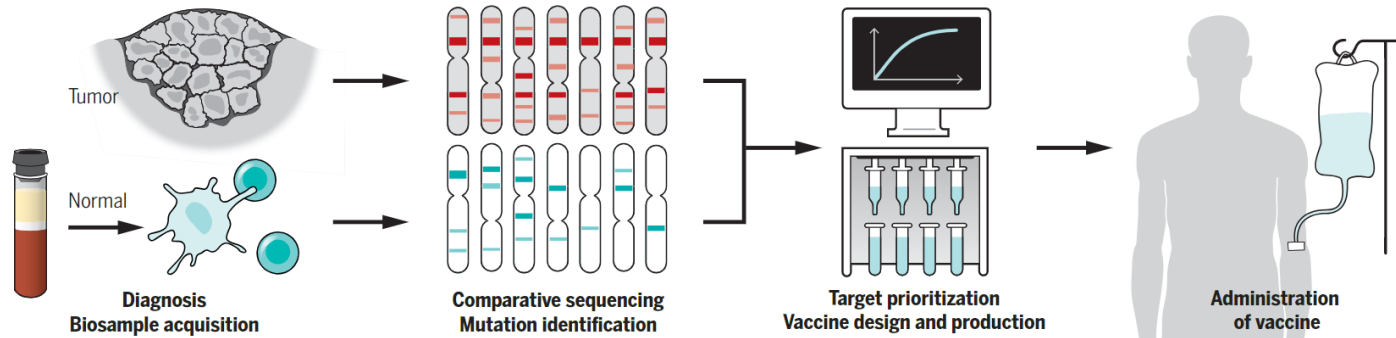 Tumor
Normal
Diagnosis
Biosample acquisition
Comparative sequencing
Mutation identification
Target prioritization
Vaccine design and production
Administration
of vaccine